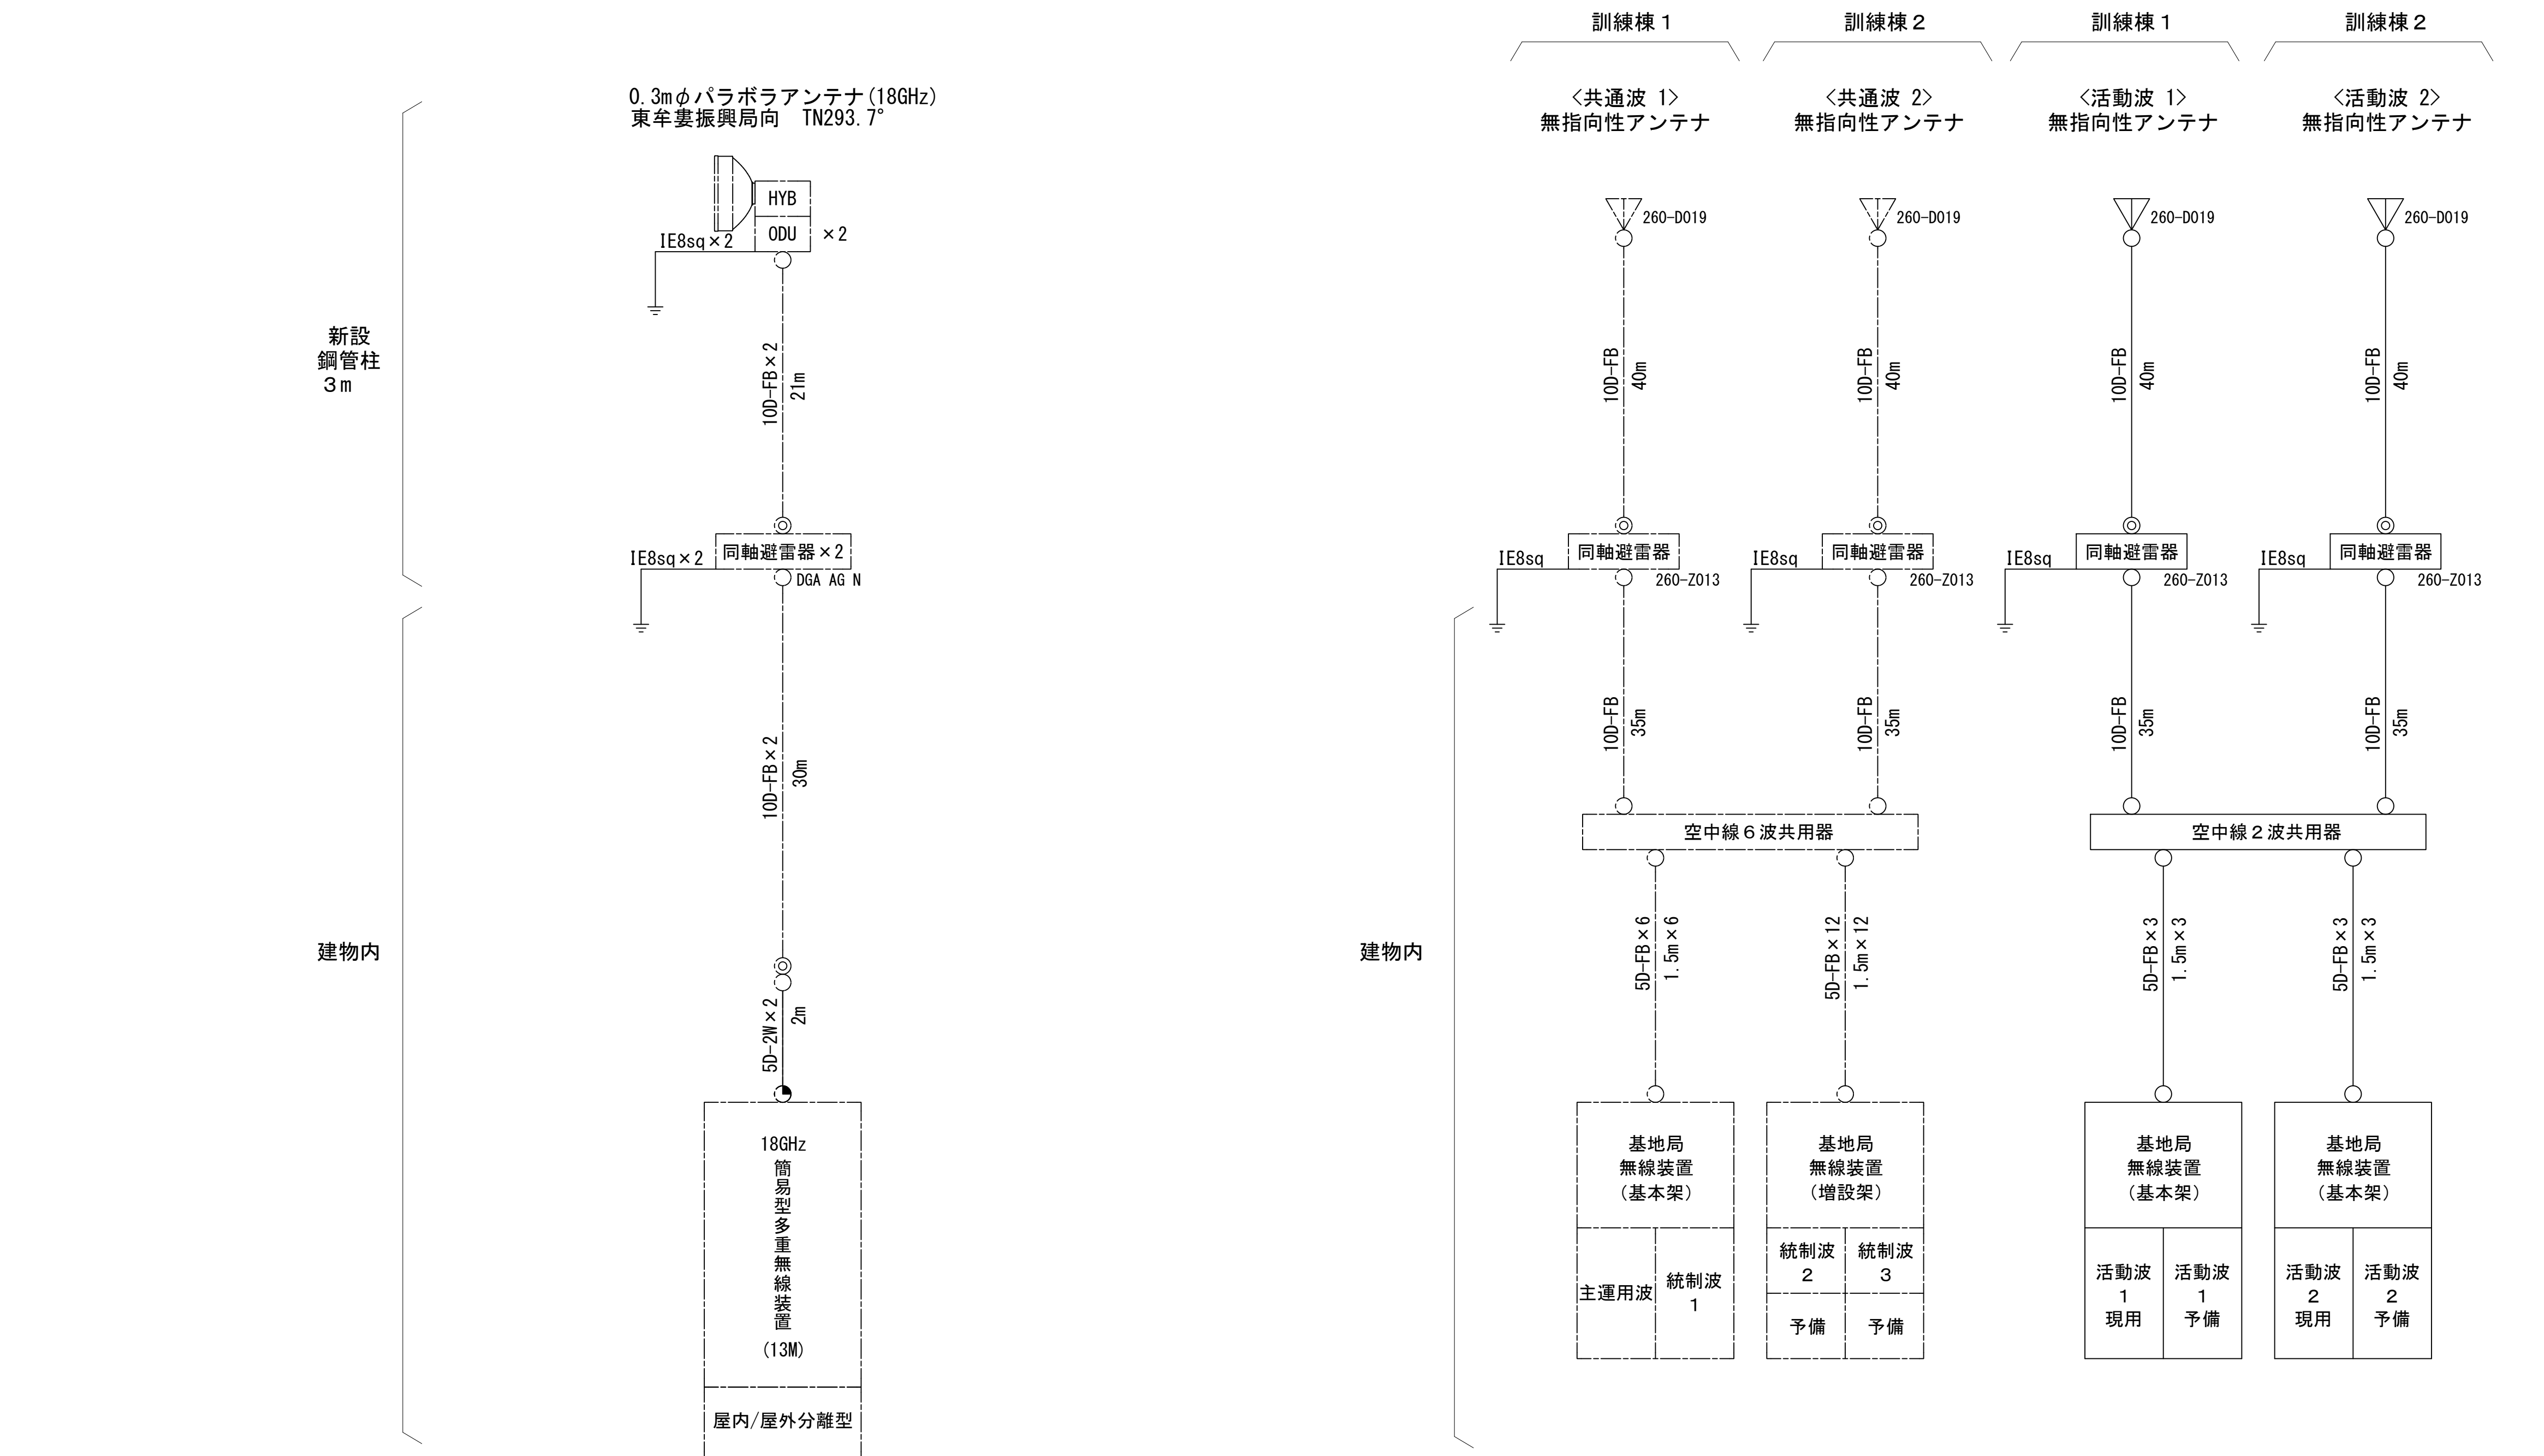 0.3mφパラボラアンテナ(18GHz)
東牟婁振興局向　TN293.7°
HYB
ODU
×2
IE8sq×2
新設
鋼管柱
３ｍ
10D-FB×2
21m
同軸避雷器×2
IE8sq×2
DGA AG N
建物内
10D-FB×2
30m
5D-2W×2
2m
18GHz
簡易型多重無線装置
(13M)
屋内/屋外分離型
訓練棟１
訓練棟２
訓練棟１
訓練棟２
<共通波 1>
無指向性アンテナ
<共通波 2>
無指向性アンテナ
<活動波 1>
無指向性アンテナ
<活動波 2>
無指向性アンテナ
260-D019
260-D019
260-D019
260-D019
10D-FB
40m
10D-FB
40m
10D-FB
40m
10D-FB
40m
IE8sq
同軸避雷器
260-Z013
IE8sq
同軸避雷器
260-Z013
IE8sq
同軸避雷器
260-Z013
IE8sq
同軸避雷器
260-Z013
建物内
10D-FB
35m
10D-FB
35m
10D-FB
35m
10D-FB
35m
空中線６波共用器
空中線２波共用器
5D-FB×6
1.5m×6
5D-FB×12
1.5m×12
5D-FB×3
1.5m×3
5D-FB×3
1.5m×3
基地局
無線装置
(基本架)
主運用波
統制波
１
基地局
無線装置
(増設架)
統制波
２
統制波
３
予備
予備
基地局
無線装置
(基本架)
活動波
１
現用
活動波
１
予備
基地局
無線装置
(基本架)
活動波
２
現用
活動波
２
予備